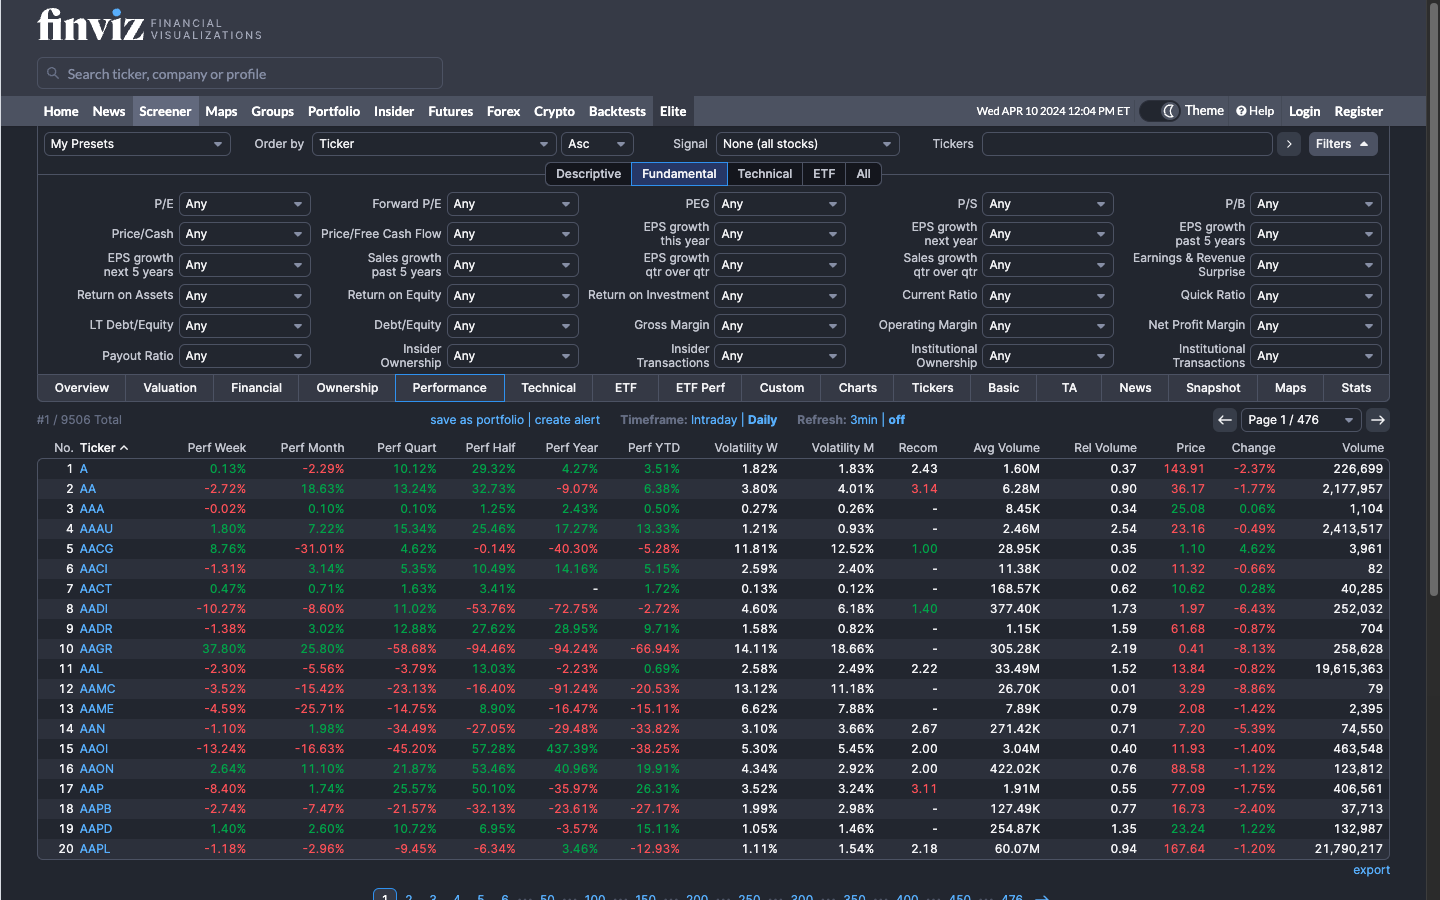 finviz FINANCIAL VISUALIZATIONS
Search ticker, company or profile
Home News Screener Maps Groups Portfolio Insider Futures Forex Crypto Backtests Elite Wed APR 10 2024 12:04 PM ET Theme Help Login Register
My Presets Order by Ticker Asc Signal None (all stocks) Tickers > Filters
Descriptive Fundamental Technical ETF All
P/E Any Forward P/E Any PEG Any P/S Any P/B Any
Price/Cash Any Price/Free Cash Flow Any EPS growth this year Any EPS growth next year Any EPS growth past 5 years Any
EPS growth next 5 years Any Sales growth past 5 years Any EPS growth qtr over qtr Any Sales growth qtr over qtr Any Earnings & Revenue Surprise Any
Return on Assets Any Return on Equity Any Return on Investment Any Current Ratio Any Quick Ratio Any
LT Debt/Equity Any Debt/Equity Any Gross Margin Any Operating Margin Any Net Profit Margin Any
Payout Ratio Any Insider Ownership Any Insider Transactions Any Institutional Ownership Any Institutional Transactions Any
Overview Valuation Financial Ownership Performance Technical ETF ETF Perf Custom Charts Tickers Basic TA News Snapshot Maps Stats
#1 / 9506 Total save as portfolio | create alert Timeframe: Intraday | Daily Refresh: 3min | off ← Page 1 / 476 →
No. Ticker Perf Week Perf Month Perf Quart Perf Half Perf Year Perf YTD Volatility W Volatility M Recom Avg Volume Rel Volume Price Change Volume
1 A 0.13% -2.29% 10.12% 29.32% 4.27% 3.51% 1.82% 1.83% 2.43 1.60M 0.37 143.91 -2.37% 226,699
2 AA -2.72% 18.63% 13.24% 32.73% -9.07% 6.38% 3.80% 4.01% 3.14 6.28M 0.90 36.17 -1.77% 2,177,957
3 AAA -0.02% 0.10% 0.10% 1.25% 2.43% 0.50% 0.27% 0.26% - 8.45K 0.34 25.08 0.06% 1,104
4 AAAU 1.80% 7.22% 15.34% 25.46% 17.27% 13.33% 1.21% 0.93% - 2.46M 2.54 23.16 -0.49% 2,413,517
5 AACG 8.76% -31.01% 4.62% -0.14% -40.30% -5.28% 11.81% 12.52% 1.00 28.95K 0.35 1.10 4.62% 3,961
6 AACI -1.31% 3.14% 5.35% 10.49% 14.16% 5.15% 2.59% 2.40% - 11.38K 0.02 11.32 -0.66% 82
7 AACT 0.47% 0.71% 1.63% 3.41% - 1.72% 0.13% 0.12% - 168.57K 0.62 10.62 0.28% 40,285
8 AADI -10.27% -8.60% 11.02% -53.76% -72.75% -2.72% 4.60% 6.18% 1.40 377.40K 1.73 1.97 -6.43% 252,032
9 AADR -1.38% 3.02% 12.88% 27.62% 28.95% 9.71% 1.58% 0.82% - 1.15K 1.59 61.68 -0.87% 704
10 AAGR 37.80% 25.80% -58.68% -94.46% -94.24% -66.94% 14.11% 18.66% - 305.28K 2.19 0.41 -8.13% 258,628
11 AAL -2.30% -5.56% -3.79% 13.03% -2.23% 0.69% 2.58% 2.49% 2.22 33.49M 1.52 13.84 -0.82% 19,615,363
12 AAMC -3.52% -15.42% -23.13% -16.40% -91.24% -20.53% 13.12% 11.18% - 26.70K 0.01 3.29 -8.86% 79
13 AAME -4.59% -25.71% -14.75% 8.90% -16.47% -15.11% 6.62% 7.88% - 7.89K 0.79 2.08 -1.42% 2,395
14 AAN -1.10% 1.98% -34.49% -27.05% -29.48% -33.82% 3.10% 3.66% 2.67 271.42K 0.71 7.20 -5.39% 74,550
15 AAOI -13.24% -16.63% -45.20% 57.28% 437.39% -38.25% 5.30% 5.45% 2.00 3.04M 0.40 11.93 -1.40% 463,548
16 AAON 2.64% 11.10% 21.87% 53.46% 40.96% 19.91% 4.34% 2.92% 2.00 422.02K 0.76 88.58 -1.12% 123,812
17 AAP -8.40% 1.74% 25.57% 50.10% -35.97% 26.31% 3.52% 3.24% 3.11 1.91M 0.55 77.09 -1.75% 406,561
18 AAPB -2.74% -7.47% -21.57% -32.13% -23.61% -27.17% 1.99% 2.98% - 127.49K 0.77 16.73 -2.40% 37,713
19 AAPD 1.40% 2.60% 10.72% 6.95% -3.57% 15.11% 1.05% 1.46% - 254.87K 1.35 23.24 1.22% 132,987
20 AAPL -1.18% -2.96% -9.45% -6.34% 3.46% -12.93% 1.11% 1.54% 2.18 60.07M 0.94 167.64 -1.20% 21,790,217
export
1 2 3 4 5 6 ... 50 ... 100 ... 150 ... 200 ... 250 ... 300 ... 350 ... 400 ... 450 ... 476 →